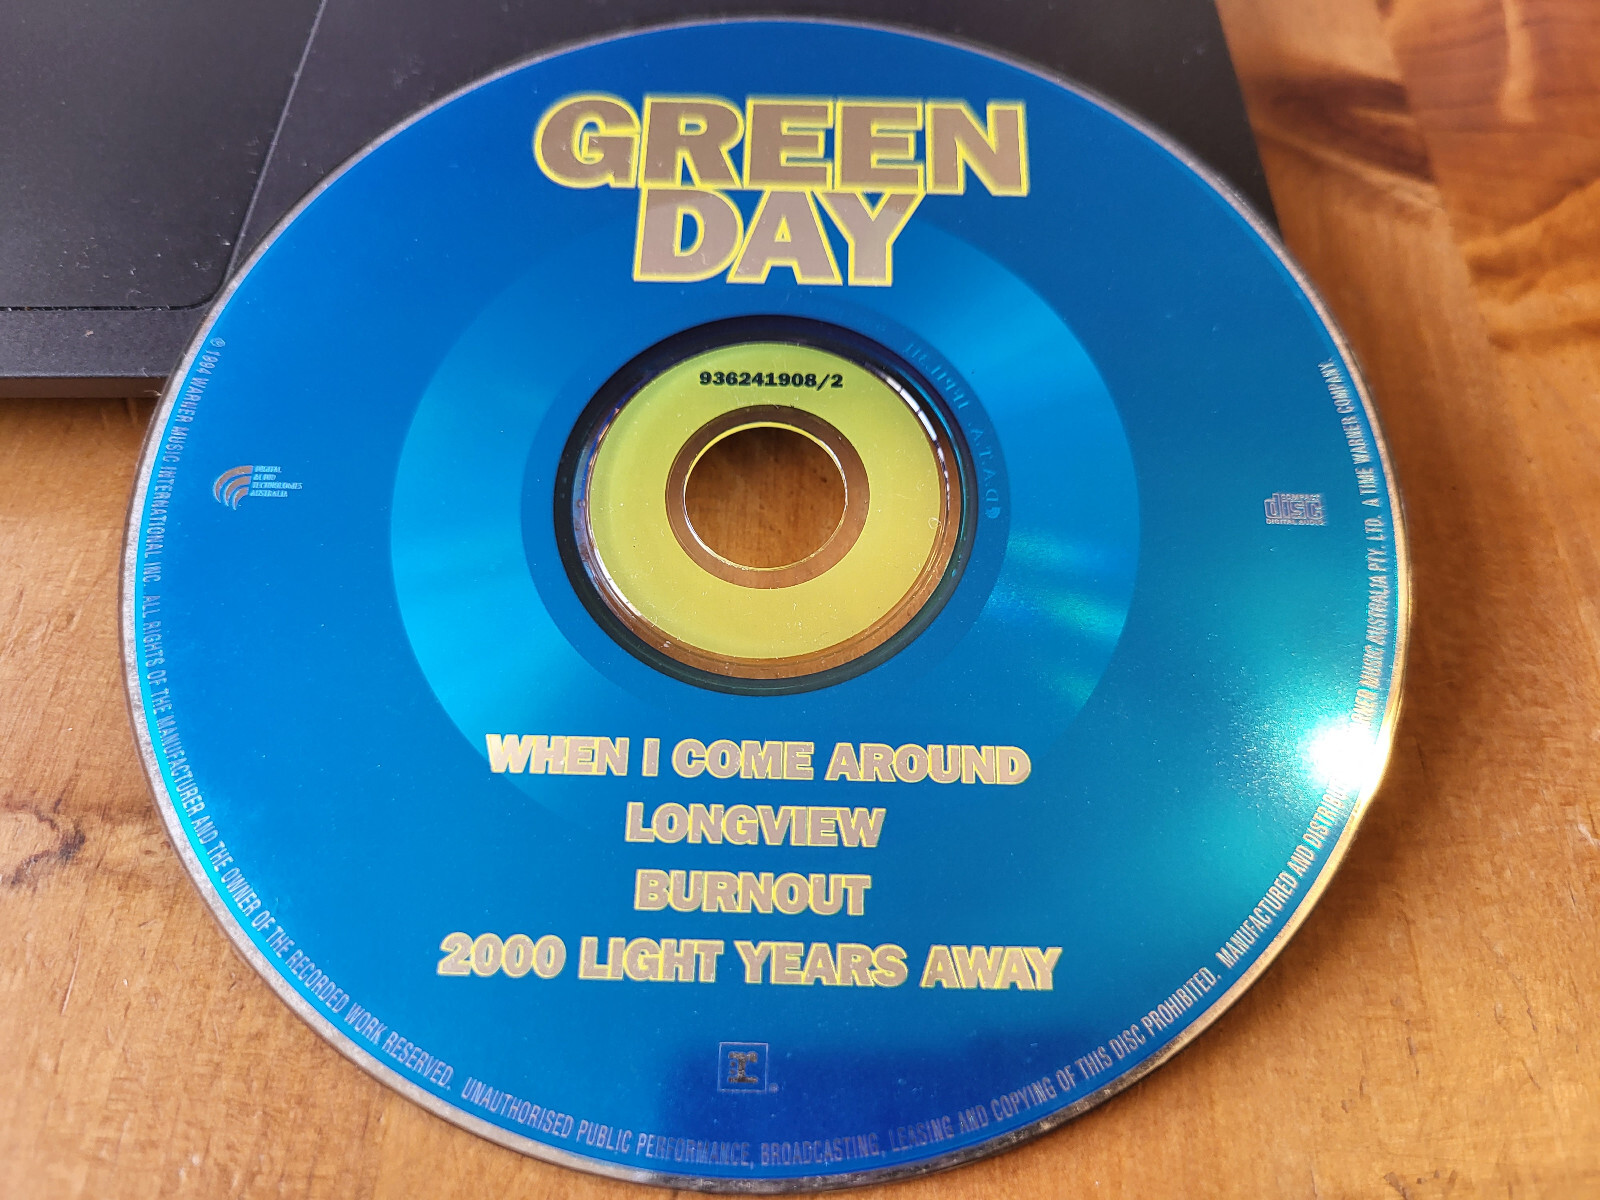 GREEN
DAY
936241908/2
DIGITAL
AUDIO
TECHNOLOGIES
AUSTRALIA
COMPACT
disc
DIGITAL AUDIO
WHEN I COME AROUND
LONGVIEW
BURNOUT
2000 LIGHT YEARS AWAY
℗ 1994 WARNER MUSIC INTERNATIONAL INC. ALL RIGHTS OF THE MANUFACTURER AND THE OWNER OF THE RECORDED WORK RESERVED. UNAUTHORISED PUBLIC PERFORMANCE, BROADCASTING, LEASING AND COPYING OF THIS DISC PROHIBITED. MANUFACTURED AND MUSIC AUSTRALIA PTY. LTD. A TIME WARNER COMPANY.